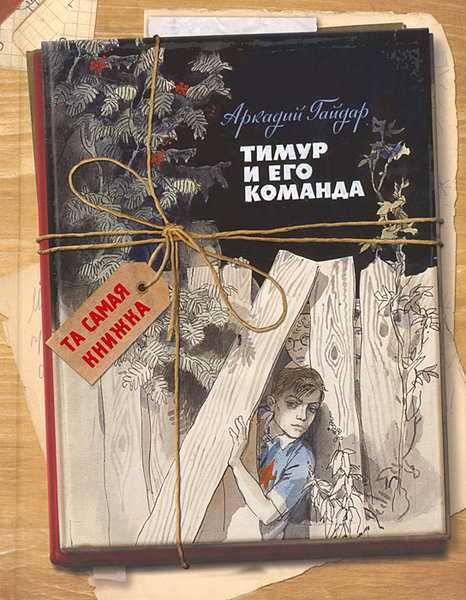 Аркадий Гайдар
ТИМУР
И ЕГО
КОМАНДА
ТА САМАЯ
КНИЖКА